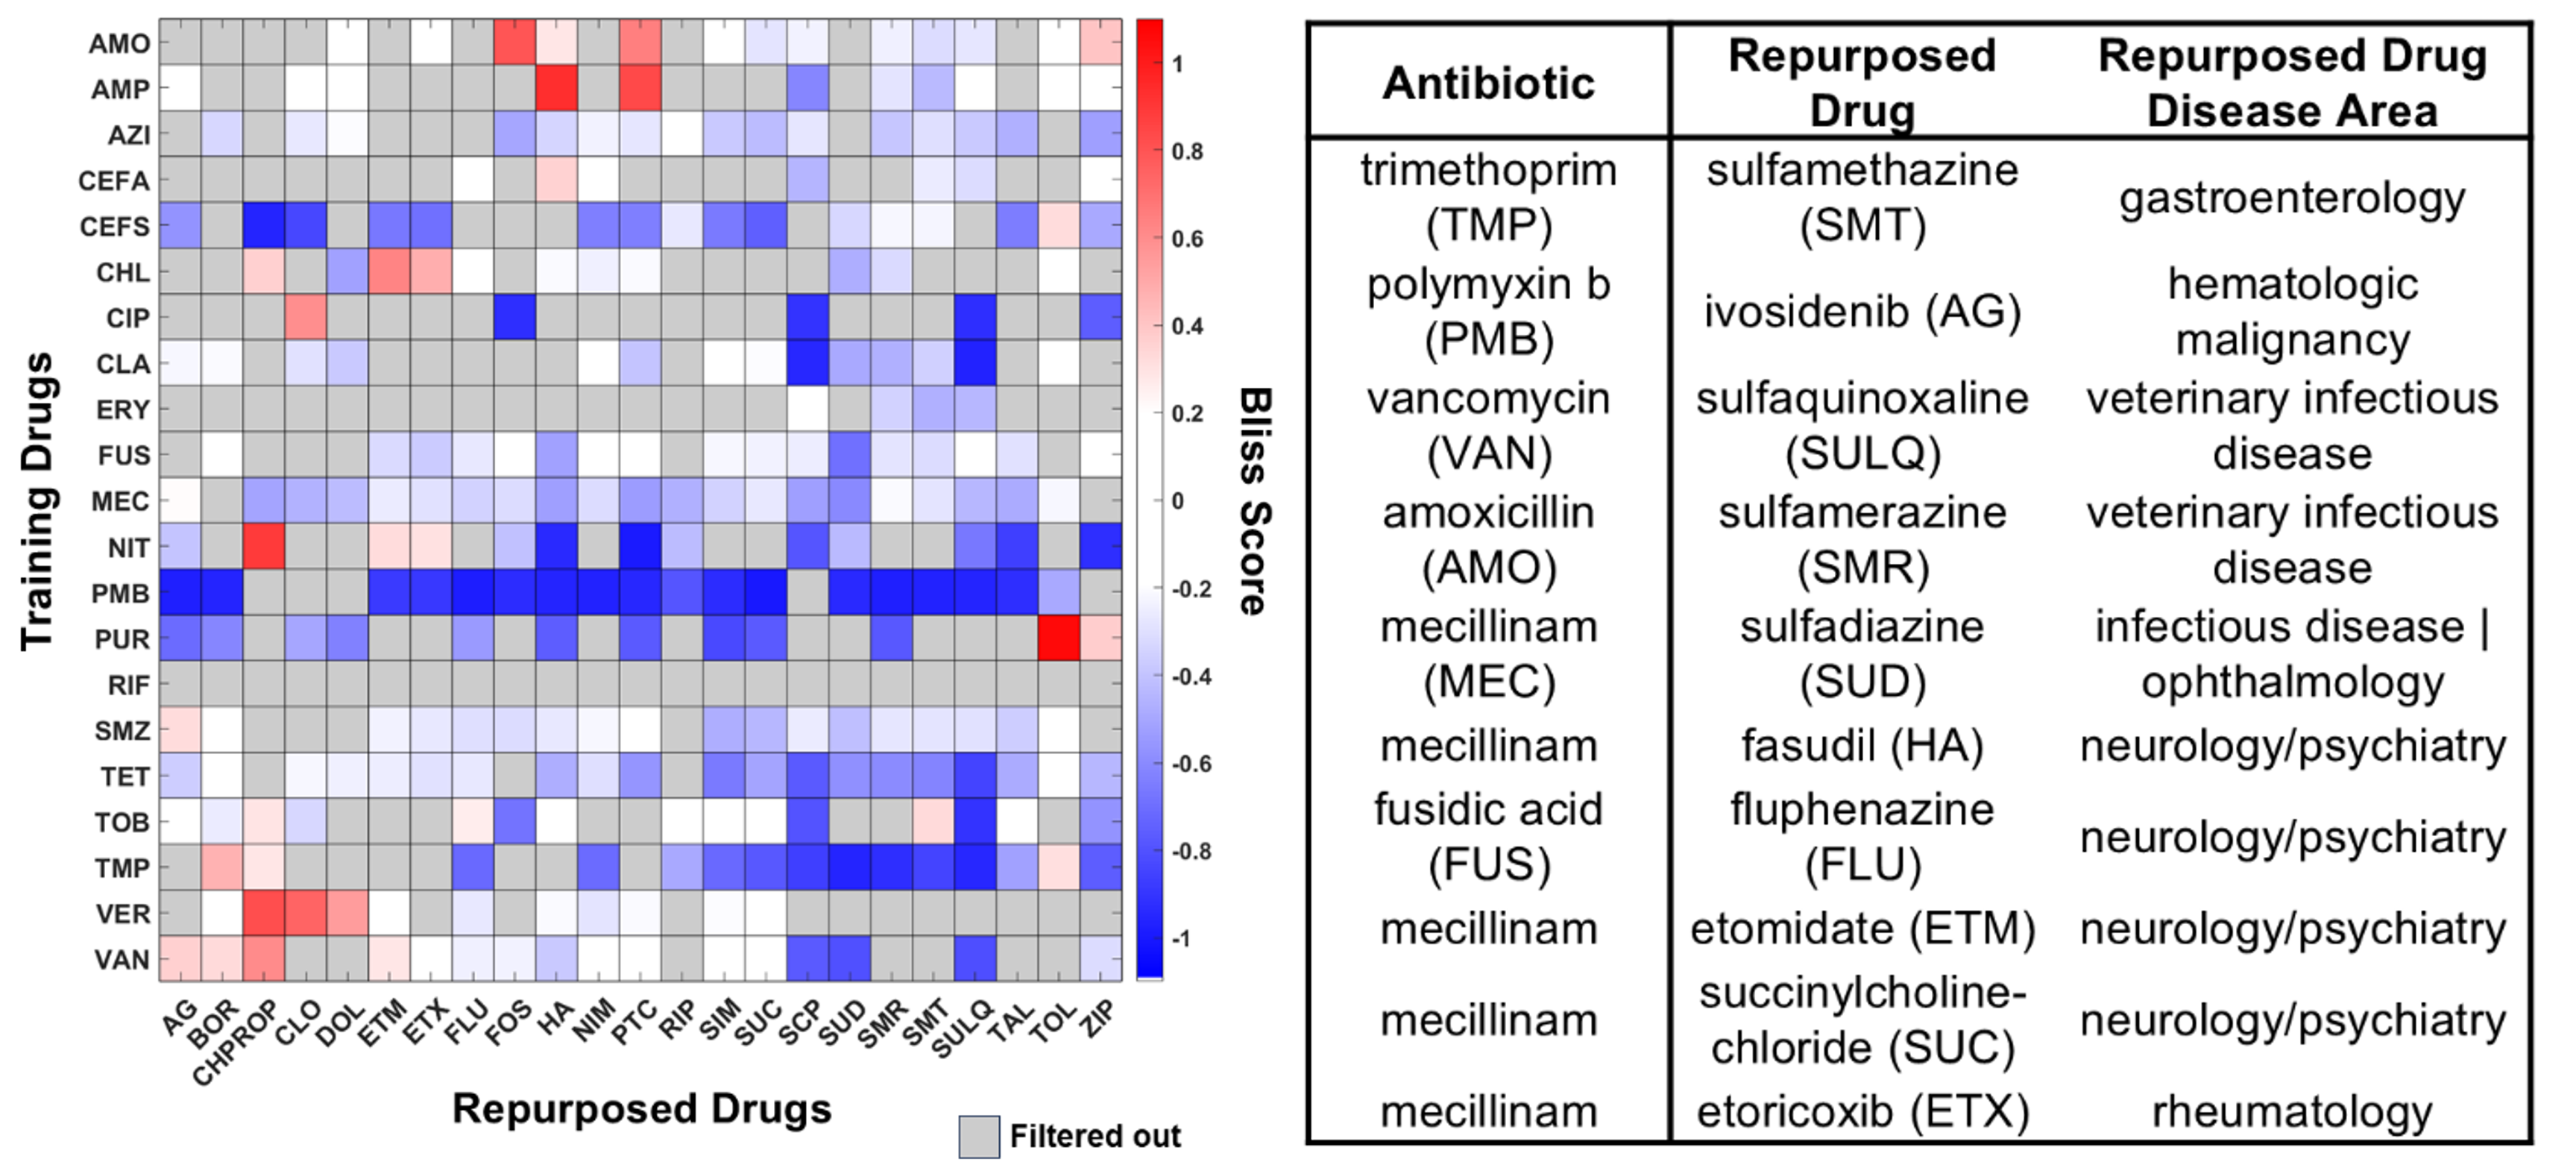 Training Drugs
AMO
AMP
AZI
CEFA
CEFS
CHL
CIP
CLA
ERY
FUS
MEC
NIT
PMB
PUR
RIF
SMZ
TET
TOB
TMP
VER
VAN
AG
BOR
CHPROP
CLO
DOL
ETM
ETX
FLU
FOS
HA
NIM
PTC
RIP
SIM
SUC
SCP
SUD
SMR
SMT
SULQ
TAL
TOL
ZIP
Repurposed Drugs
Filtered out
1
0.8
0.6
0.4
0.2
0
-0.2
-0.4
-0.6
-0.8
-1
Bliss Score
Antibiotic
Repurposed
Drug
Repurposed Drug
Disease Area
trimethoprim
(TMP)
sulfamethazine
(SMT)
gastroenterology
polymyxin b
(PMB)
ivosidenib (AG)
hematologic
malignancy
vancomycin
(VAN)
sulfaquinoxaline
(SULQ)
veterinary infectious
disease
amoxicillin
(AMO)
sulfamerazine
(SMR)
veterinary infectious
disease
mecillinam
(MEC)
sulfadiazine
(SUD)
infectious disease |
ophthalmology
mecillinam
fasudil (HA)
neurology/psychiatry
fusidic acid
(FUS)
fluphenazine
(FLU)
neurology/psychiatry
mecillinam
etomidate (ETM)
neurology/psychiatry
mecillinam
succinylcholine-
chloride (SUC)
neurology/psychiatry
mecillinam
etoricoxib (ETX)
rheumatology